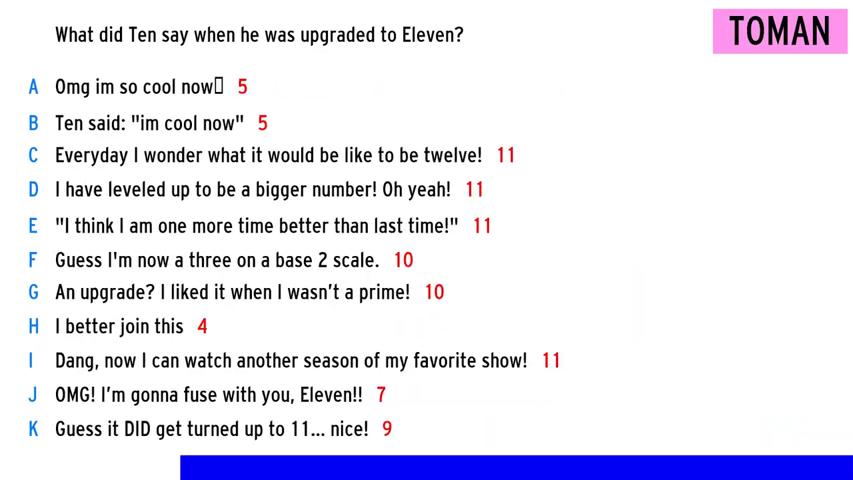 What did Ten say when he was upgraded to Eleven?
TOMAN
A Omg im so cool now▯ 5
B Ten said: "im cool now" 5
C Everyday I wonder what it would be like to be twelve! 11
D I have leveled up to be a bigger number! Oh yeah! 11
E "I think I am one more time better than last time!" 11
F Guess I'm now a three on a base 2 scale. 10
G An upgrade? I liked it when I wasn't a prime! 10
H I better join this 4
I Dang, now I can watch another season of my favorite show! 11
J OMG! I'm gonna fuse with you, Eleven!! 7
K Guess it DID get turned up to 11... nice! 9